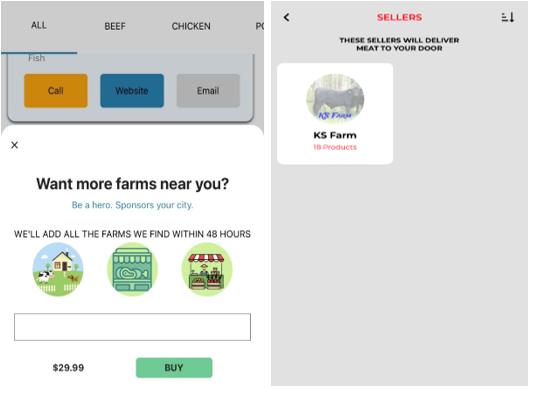 ALL BEEF CHICKEN
Fish
Call Website Email
×
Want more farms near you?
Be a hero. Sponsors your city.
WE'LL ADD ALL THE FARMS WE FIND WITHIN 48 HOURS
$29.99 BUY
SELLERS
THESE SELLERS WILL DELIVER
MEAT TO YOUR DOOR
KS FARM
KS Farm
18 Products